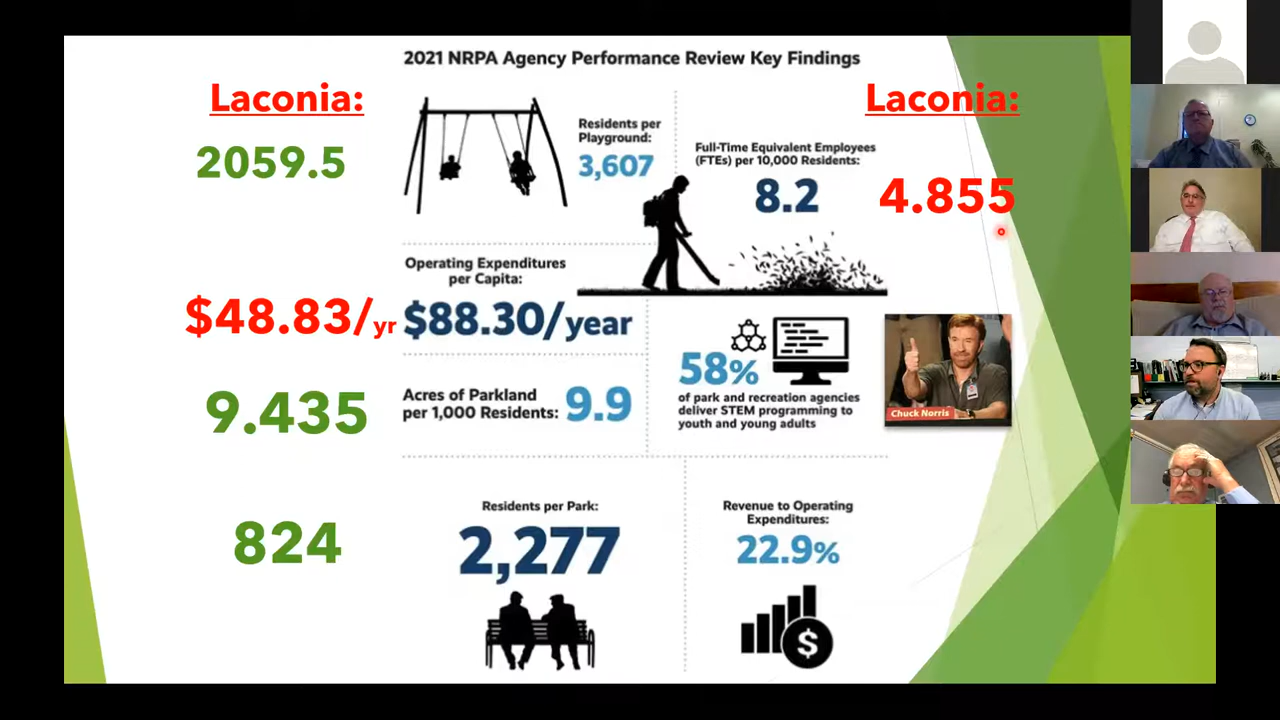 2021 NRPA Agency Performance Review Key Findings
Laconia:
2059.5
Residents per
Playground:
3,607
Full-Time Equivalent Employees
(FTEs) per 10,000 Residents:
8.2
Laconia:
4.855
$48.83/yr
Operating Expenditures
per Capita:
$88.30/year
58%
of park and recreation agencies
deliver STEM programming to
youth and young adults
Chuck Norris
9.435
Acres of Parkland
per 1,000 Residents: 9.9
824
Residents per Park:
2,277
Revenue to Operating
Expenditures:
22.9%
$